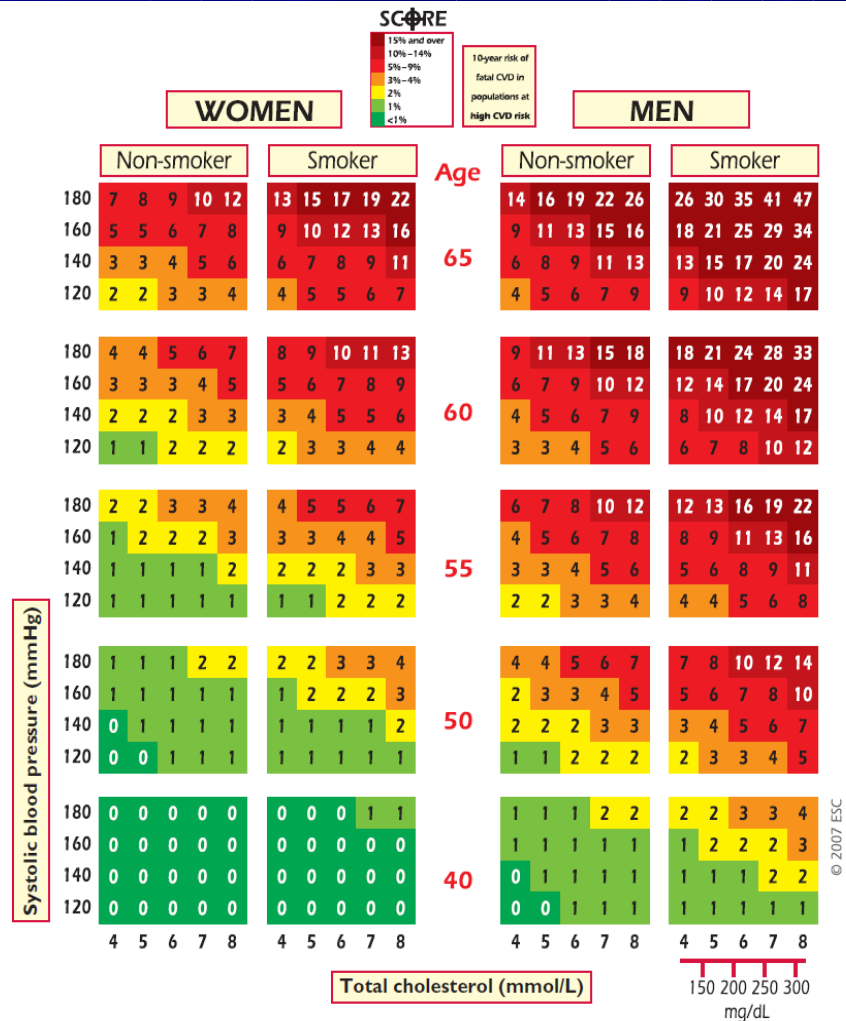 SCORE
15% and over
10%–14%
5%–9%
3%–4%
2%
1%
<1%
10-year risk of
fatal CVD in
populations at
high CVD risk
WOMEN
MEN
Non-smoker Smoker Age Non-smoker Smoker
180 7 8 9 10 12 13 15 17 19 22 14 16 19 22 26 26 30 35 41 47
160 5 5 6 7 8 9 10 12 13 16 9 11 13 15 16 18 21 25 29 34
140 3 3 4 5 6 6 7 8 9 11 65 6 8 9 11 13 13 15 17 20 24
120 2 2 3 3 4 4 5 5 6 7 4 5 6 7 9 9 10 12 14 17
180 4 4 5 6 7 8 9 10 11 13 9 11 13 15 18 18 21 24 28 33
160 3 3 3 4 5 5 6 7 8 9 6 7 9 10 12 12 14 17 20 24
140 2 2 2 3 3 3 4 5 5 6 60 4 5 6 7 9 8 10 12 14 17
120 1 1 2 2 2 2 3 3 4 4 3 3 4 5 6 6 7 8 10 12
180 2 2 3 3 4 4 5 5 6 7 6 7 8 10 12 12 13 16 19 22
160 1 2 2 2 3 3 3 4 4 5 4 5 6 7 8 8 9 11 13 16
140 1 1 1 1 2 2 2 2 3 3 55 3 3 4 5 6 5 6 8 9 11
120 1 1 1 1 1 1 1 2 2 2 2 2 3 3 4 4 4 5 6 8
180 1 1 1 2 2 2 2 3 3 4 4 4 5 6 7 7 8 10 12 14
160 1 1 1 1 1 1 2 2 2 3 2 3 3 4 5 5 6 7 8 10
140 0 1 1 1 1 1 1 1 1 2 50 2 2 2 3 3 3 4 5 6 7
120 0 0 1 1 1 1 1 1 1 1 1 1 2 2 2 2 3 3 4 5
180 0 0 0 0 0 0 0 0 1 1 1 1 1 2 2 2 2 3 3 4
160 0 0 0 0 0 0 0 0 0 0 1 1 1 1 1 1 2 2 2 3
140 0 0 0 0 0 0 0 0 0 0 40 0 1 1 1 1 1 1 1 2 2
120 0 0 0 0 0 0 0 0 0 0 0 0 1 1 1 1 1 1 1 1
4 5 6 7 8 4 5 6 7 8 4 5 6 7 8 4 5 6 7 8
Systolic blood pressure (mmHg)
Total cholesterol (mmol/L)
150 200 250 300
mg/dL
© 2007 ESC